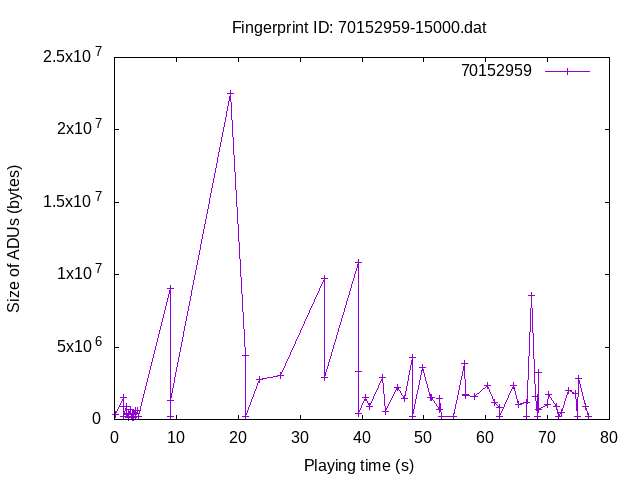 Fingerprint ID: 70152959-15000.dat
70152959
2.5x10^7
2x10^7
1.5x10^7
1x10^7
5x10^6
0
Size of ADUs (bytes)
0 10 20 30 40 50 60 70 80
Playing time (s)